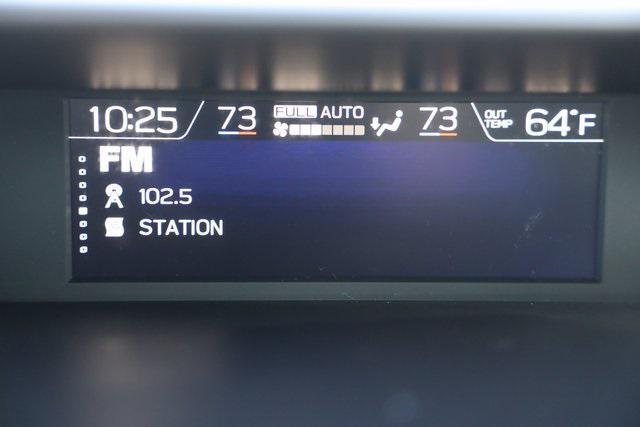 10:25 73 FULL AUTO 73 OUT TEMP 64°F
FM
102.5
STATION